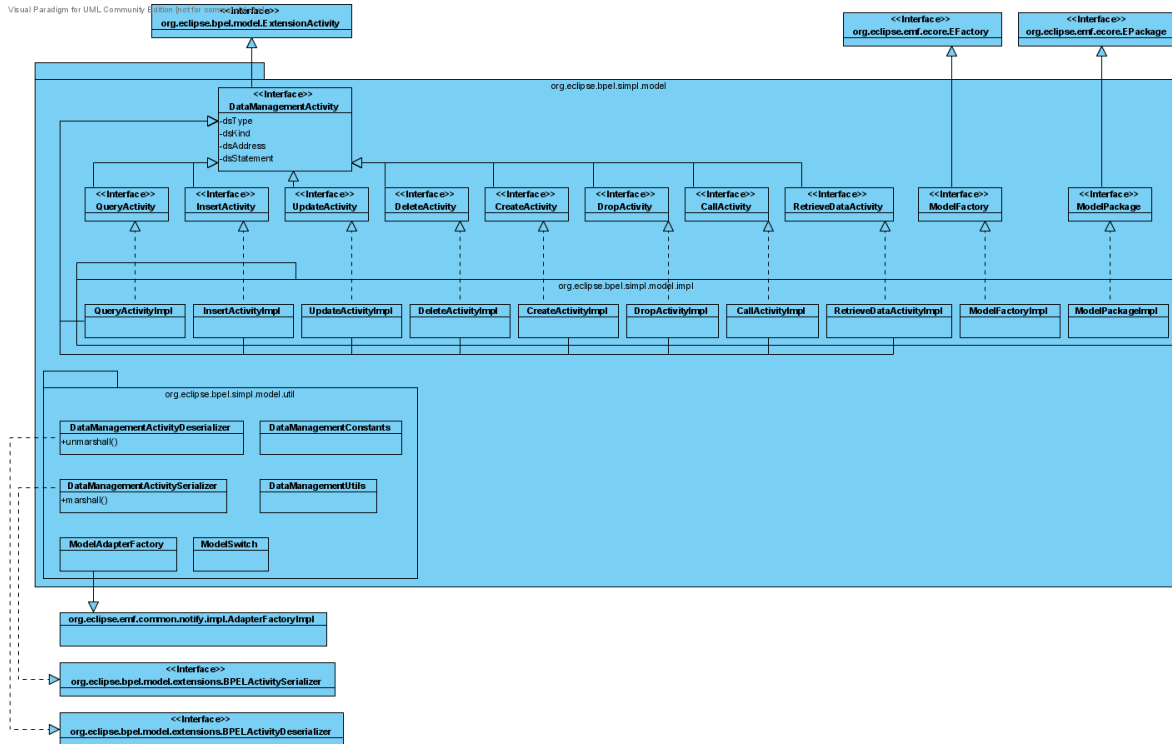 Visual Paradigm for UML Community Edition [not for com
<<Interface>>
org.eclipse.bpel.model.ExtensionActivity
<<Interface>>
org.eclipse.emf.ecore.EFactory
<<Interface>>
org.eclipse.emf.ecore.EPackage
org.eclipse.bpel.simpl.model
<<Interface>>
DataManagementActivity
-dsType
-dsKind
-dsAddress
-dsStatement
<<Interface>>
QueryActivity
<<Interface>>
InsertActivity
<<Interface>>
UpdateActivity
<<Interface>>
DeleteActivity
<<Interface>>
CreateActivity
<<Interface>>
DropActivity
<<Interface>>
CallActivity
<<Interface>>
RetrieveDataActivity
<<Interface>>
ModelFactory
<<Interface>>
ModelPackage
org.eclipse.bpel.simpl.model.impl
QueryActivityImpl
InsertActivityImpl
UpdateActivityImpl
DeleteActivityImpl
CreateActivityImpl
DropActivityImpl
CallActivityImpl
RetrieveDataActivityImpl
ModelFactoryImpl
ModelPackageImpl
org.eclipse.bpel.simpl.model.util
DataManagementActivityDeserializer
+unmarshall()
DataManagementConstants
DataManagementActivitySerializer
+marshall()
DataManagementUtils
ModelAdapterFactory
ModelSwitch
org.eclipse.emf.common.notify.impl.AdapterFactoryImpl
<<Interface>>
org.eclipse.bpel.model.extensions.BPELActivitySerializer
<<Interface>>
org.eclipse.bpel.model.extensions.BPELActivityDeserializer